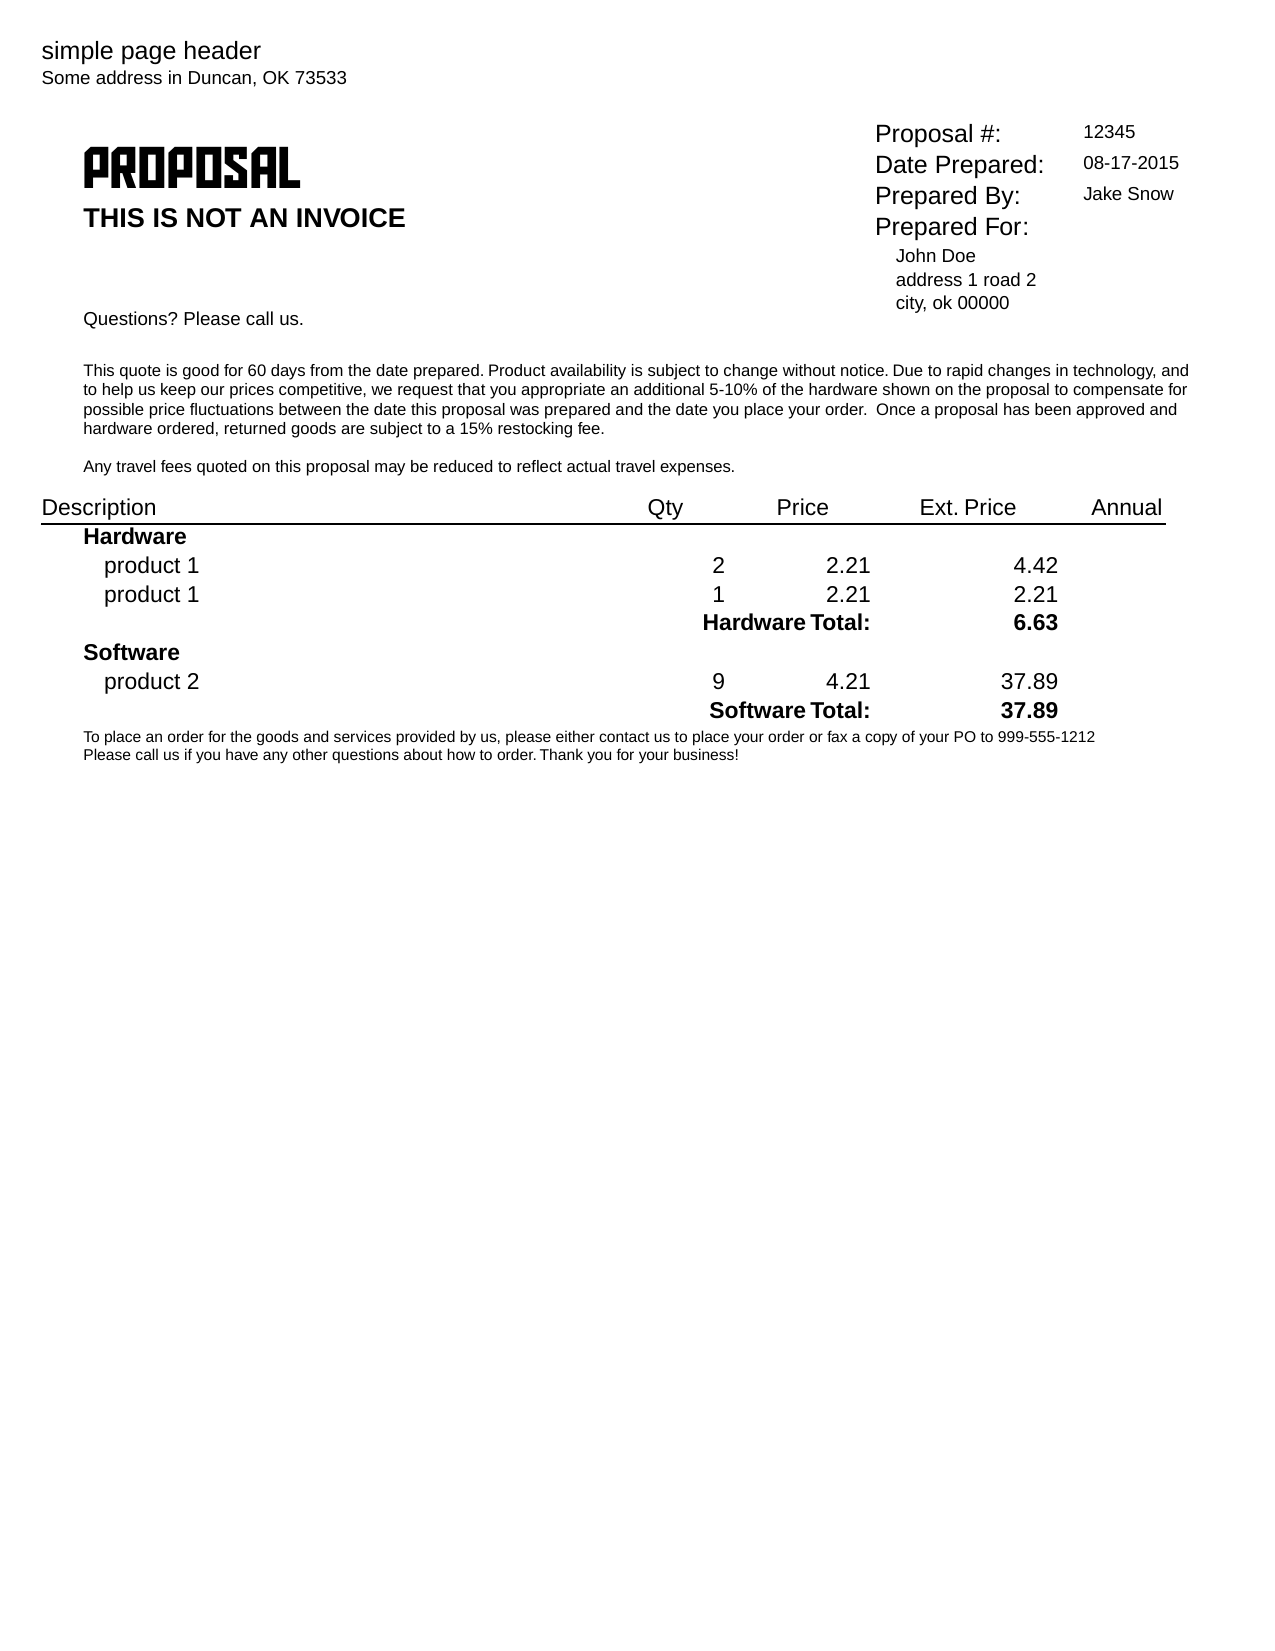 simple page header
Some address in Duncan, OK 73533
Proposal #: 12345
Date Prepared: 08-17-2015
Prepared By: Jake Snow
Prepared For:
John Doe
address 1 road 2
city, ok 00000
PROPOSAL
THIS IS NOT AN INVOICE
Questions? Please call us.
This quote is good for 60 days from the date prepared. Product availability is subject to change without notice. Due to rapid changes in technology, and
to help us keep our prices competitive, we request that you appropriate an additional 5-10% of the hardware shown on the proposal to compensate for
possible price fluctuations between the date this proposal was prepared and the date you place your order.  Once a proposal has been approved and
hardware ordered, returned goods are subject to a 15% restocking fee.
Any travel fees quoted on this proposal may be reduced to reflect actual travel expenses.
Description Qty Price Ext. Price Annual
Hardware
product 1 2 2.21 4.42
product 1 1 2.21 2.21
Hardware Total: 6.63
Software
product 2 9 4.21 37.89
Software Total: 37.89
To place an order for the goods and services provided by us, please either contact us to place your order or fax a copy of your PO to 999-555-1212
Please call us if you have any other questions about how to order. Thank you for your business!